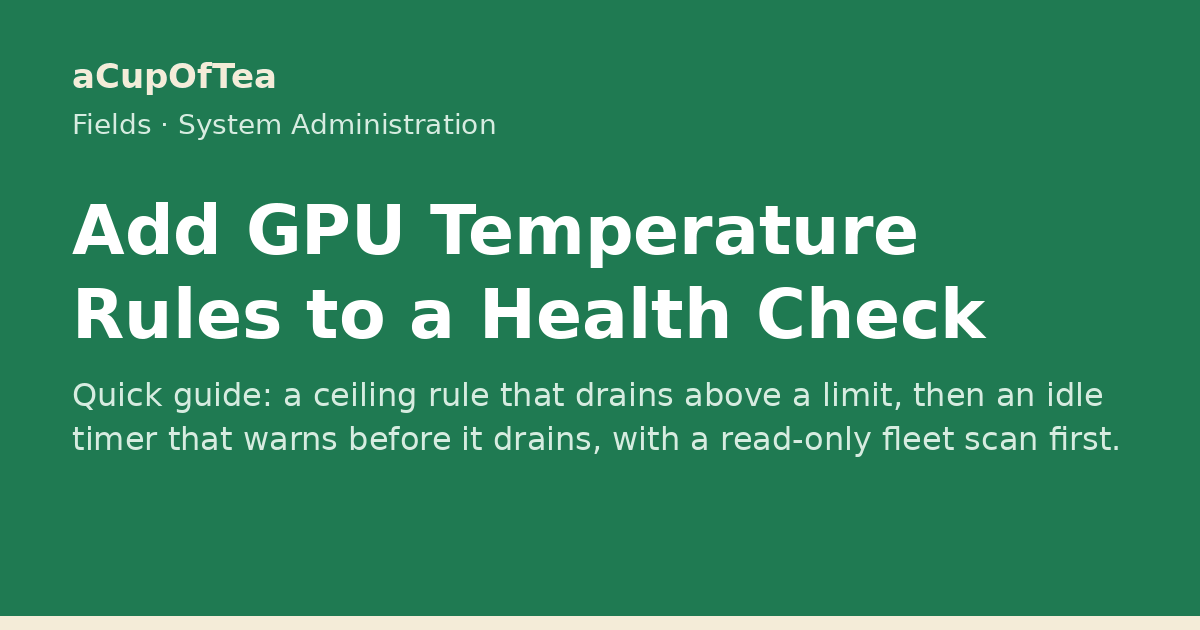 aCupOfTea
Fields · System Administration
Add GPU Temperature
Rules to a Health Check
Quick guide: a ceiling rule that drains above a limit, then an idle
timer that warns before it drains, with a read-only fleet scan first.